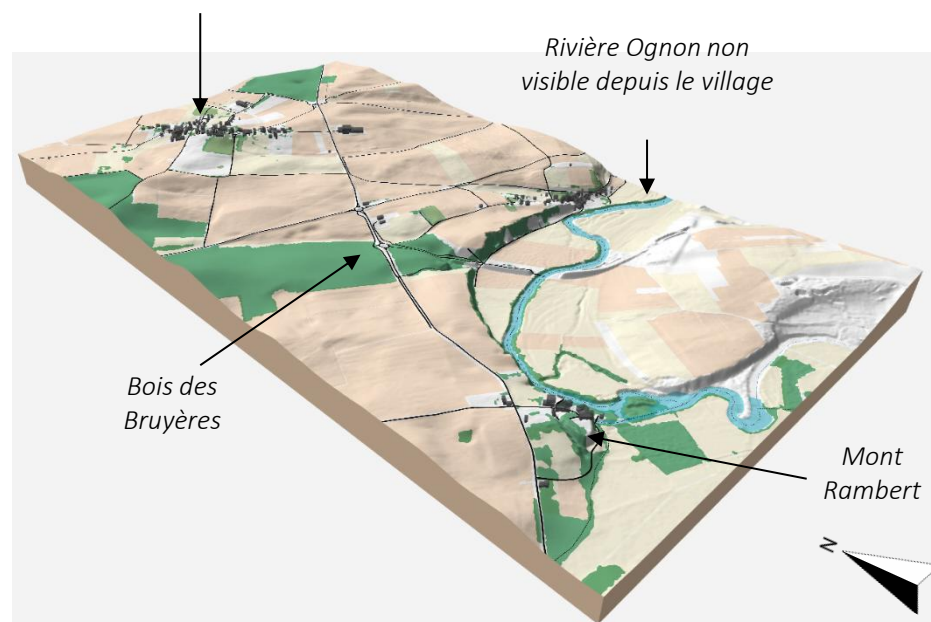 Rivière Ognon non
visible depuis le village
Bois des
Bruyères
Mont
Rambert
N